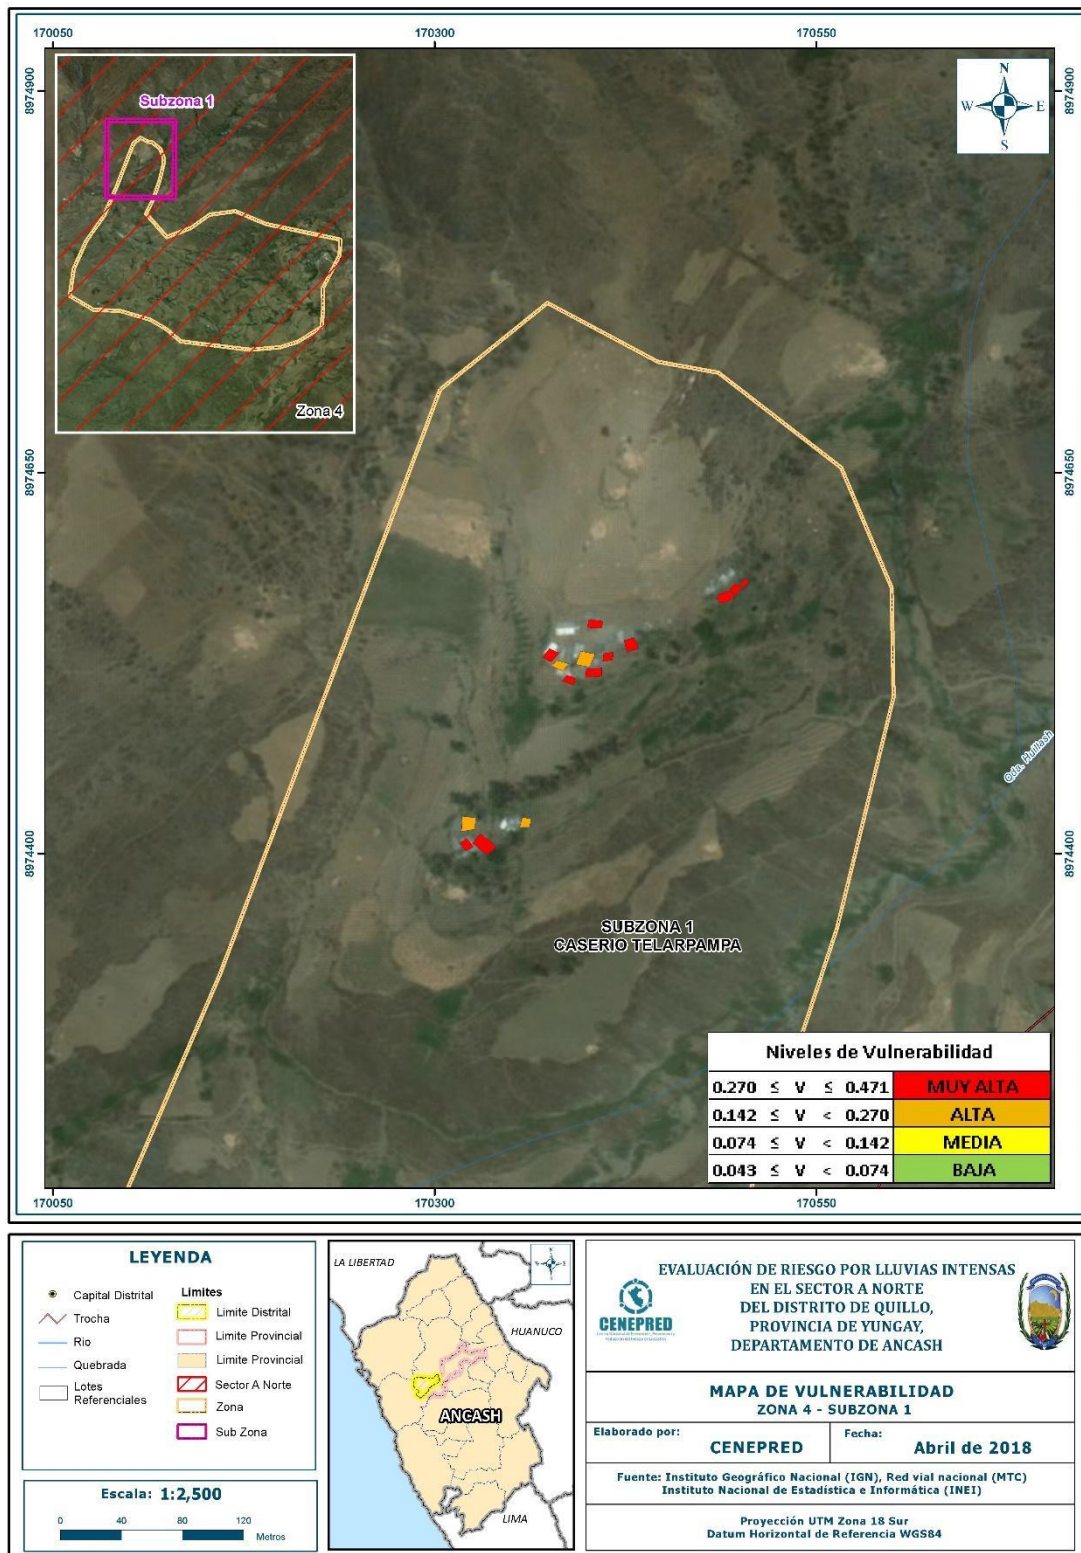 170050
170300
170550
8974900
8974650
8974400
Subzona 1
Zona 4
N
W
E
S
Qda. Huillash
SUBZONA 1
CASERIO TELARPAMPA
Niveles de Vulnerabilidad
0.270 ≤ V ≤ 0.471 MUY ALTA
0.142 ≤ V < 0.270 ALTA
0.074 ≤ V < 0.142 MEDIA
0.043 ≤ V < 0.074 BAJA
8974900
8974650
8974400
170050
170300
170550
LEYENDA
Capital Distrital
Trocha
Rio
Quebrada
Lotes
Referenciales
Límites
Limite Distrital
Limite Provincial
Limite Provincial
Sector A Norte
Zona
Sub Zona
Escala: 1:2,500
0 40 80 120
Metros
LA LIBERTAD
HUANUCO
ANCASH
LIMA
CENEPRED
EVALUACIÓN DE RIESGO POR LLUVIAS INTENSAS
EN EL SECTOR A NORTE
DEL DISTRITO DE QUILLO,
PROVINCIA DE YUNGAY,
DEPARTAMENTO DE ANCASH
MAPA DE VULNERABILIDAD
ZONA 4 - SUBZONA 1
Elaborado por:
CENEPRED
Fecha:
Abril de 2018
Fuente: Instituto Geográfico Nacional (IGN), Red vial nacional (MTC)
Instituto Nacional de Estadística e Informática (INEI)
Proyección UTM Zona 18 Sur
Datum Horizontal de Referencia WGS84